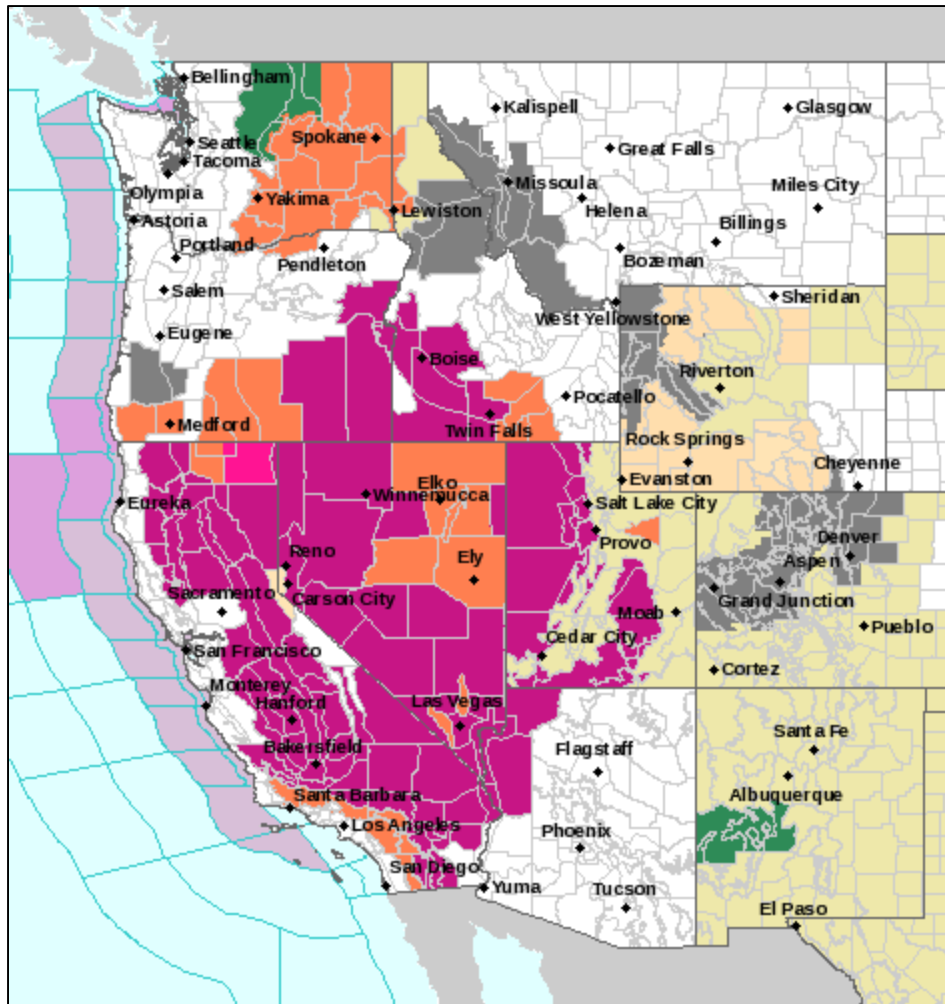 Bellingham
Kalispell
Glasgow
Seattle
Spokane
Great Falls
Tacoma
Missoula
Miles City
Olympia
Yakima
Lewiston
Helena
Billings
Astoria
Portland
Pendleton
Bozeman
Salem
Sheridan
West Yellowstone
Eugene
Boise
Riverton
Pocatello
Medford
Twin Falls
Rock Springs
Elko
Cheyenne
Evanston
Eureka
Winnemucca
Salt Lake City
Provo
Denver
Reno
Ely
Aspen
Sacramento
Carson City
Moab
Grand Junction
Pueblo
San Francisco
Cedar City
Cortez
Monterey
Hanford
Las Vegas
Bakersfield
Flagstaff
Santa Fe
Santa Barbara
Albuquerque
Los Angeles
Phoenix
San Diego
Yuma
Tucson
El Paso